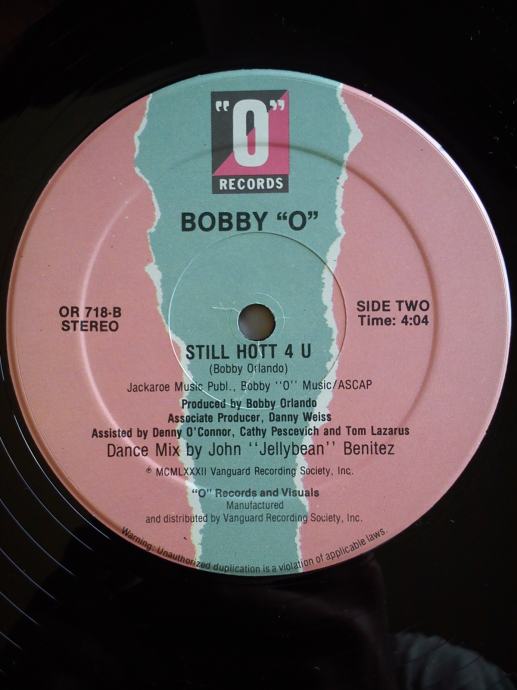 "O"
RECORDS
BOBBY "O"
OR 718-B
STEREO
SIDE TWO
Time: 4:04
STILL HOTT 4 U
(Bobby Orlando)
Jackaroe Music Publ., Bobby "O" Music/ASCAP
Produced by Bobby Orlando
Associate Producer, Danny Weiss
Assisted by Denny O'Connor, Cathy Pescevich and Tom Lazarus
Dance Mix by John "Jellybean" Benitez
℗ MCMLXXXII Vanguard Recording Society, Inc.
"O" Records and Visuals
Manufactured
and distributed by Vanguard Recording Society, Inc.
Warning: Unauthorized duplication is a violation of applicable laws.